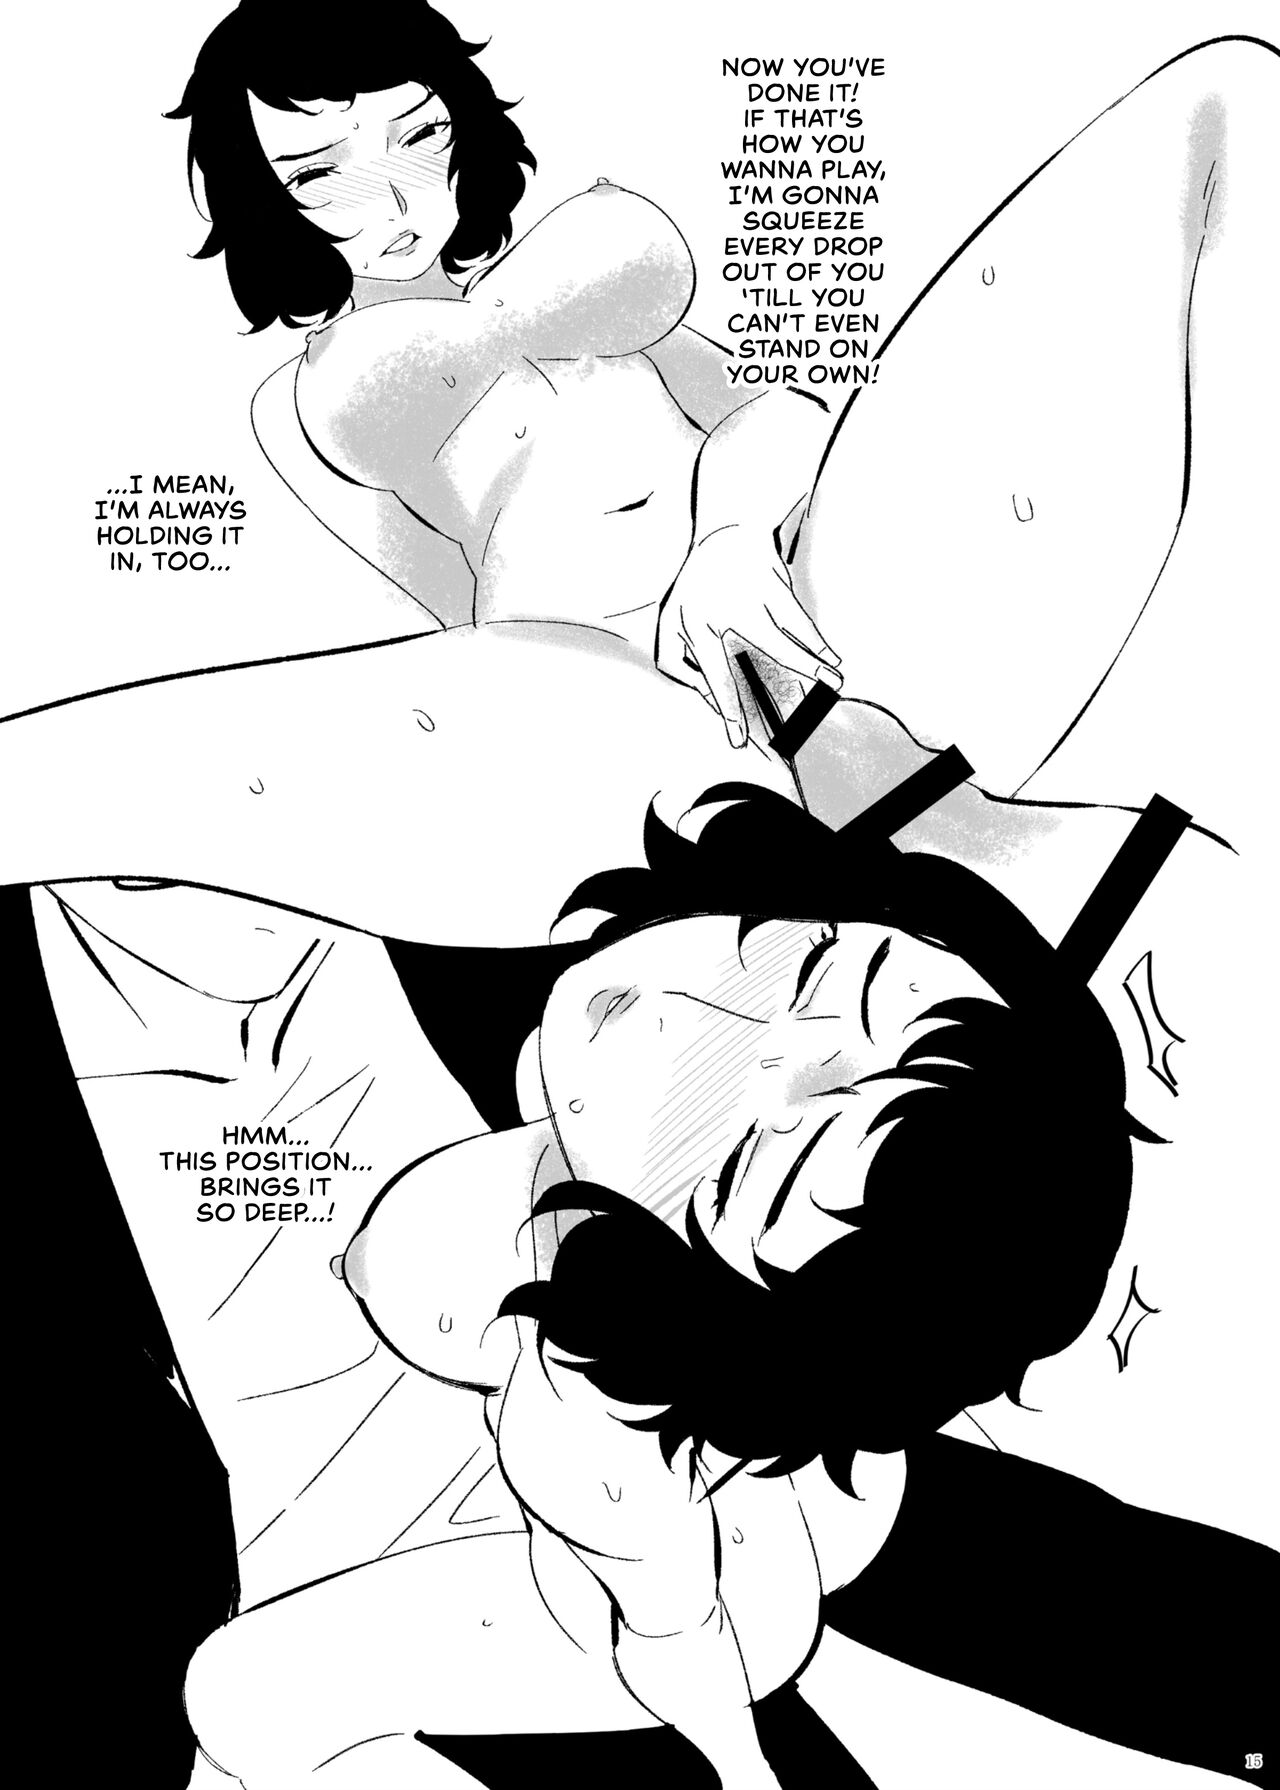 NOW YOU'VE
DONE IT!
IF THAT'S
HOW YOU
WANNA PLAY,
I'M GONNA
SQUEEZE
EVERY DROP
OUT OF YOU
'TILL YOU
CAN'T EVEN
STAND ON
YOUR OWN!
...I MEAN,
I'M ALWAYS
HOLDING IT
IN, TOO...
HMM...
THIS POSITION...
BRINGS IT
SO DEEP...!
15